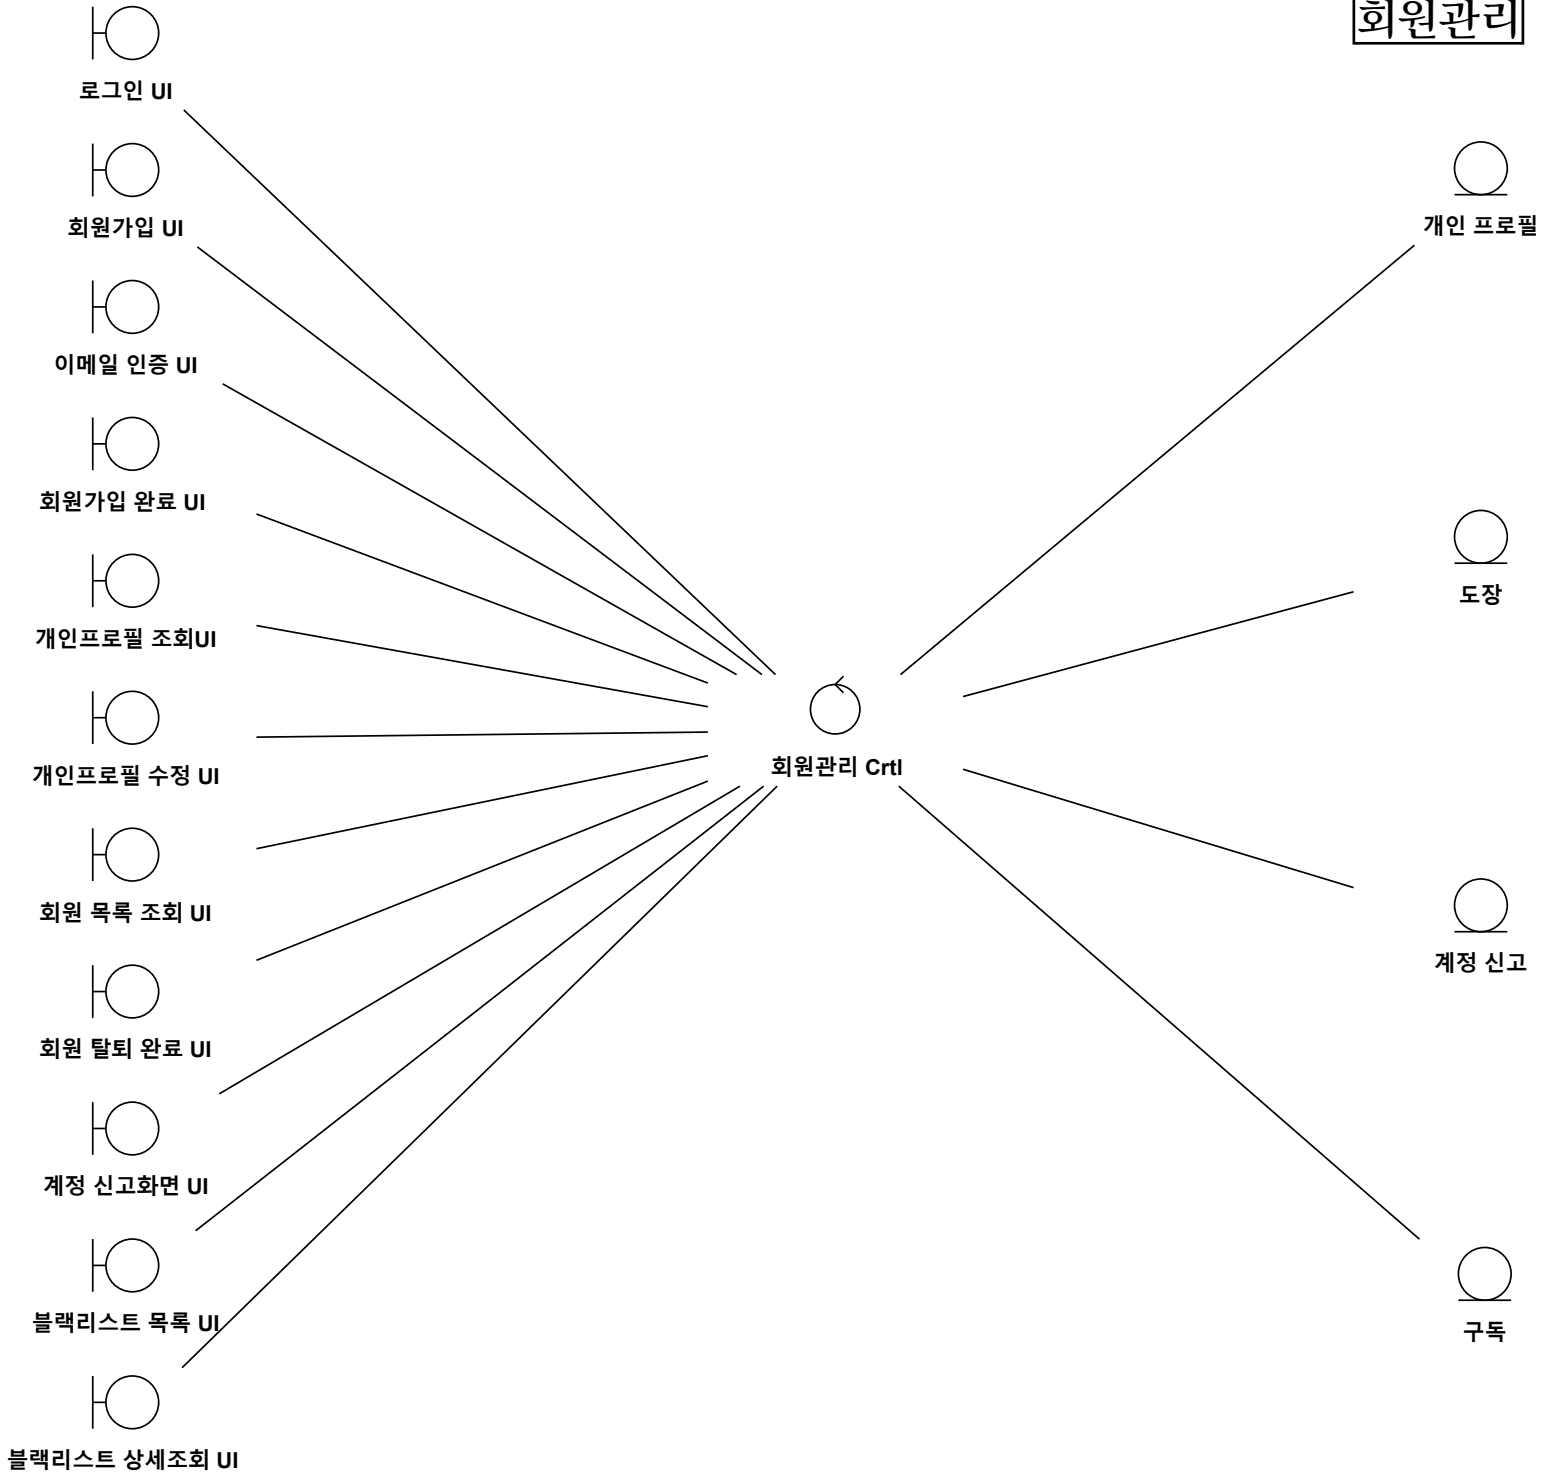 회원관리
로그인 UI
회원가입 UI
이메일 인증 UI
회원가입 완료 UI
개인프로필 조회UI
개인프로필 수정 UI
회원 목록 조회 UI
회원 탈퇴 완료 UI
계정 신고화면 UI
블랙리스트 목록 UI
블랙리스트 상세조회 UI
회원관리 Crtl
개인 프로필
도장
계정 신고
구독